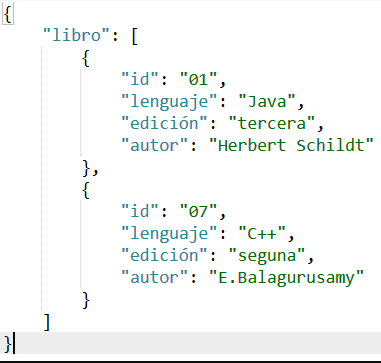 {
    "libro": [
        {
            "id": "01",
            "lenguaje": "Java",
            "edición": "tercera",
            "autor": "Herbert Schildt"
        },
        {
            "id": "07",
            "lenguaje": "C++",
            "edición": "seguna",
            "autor": "E.Balagurusamy"
        }
    ]
}